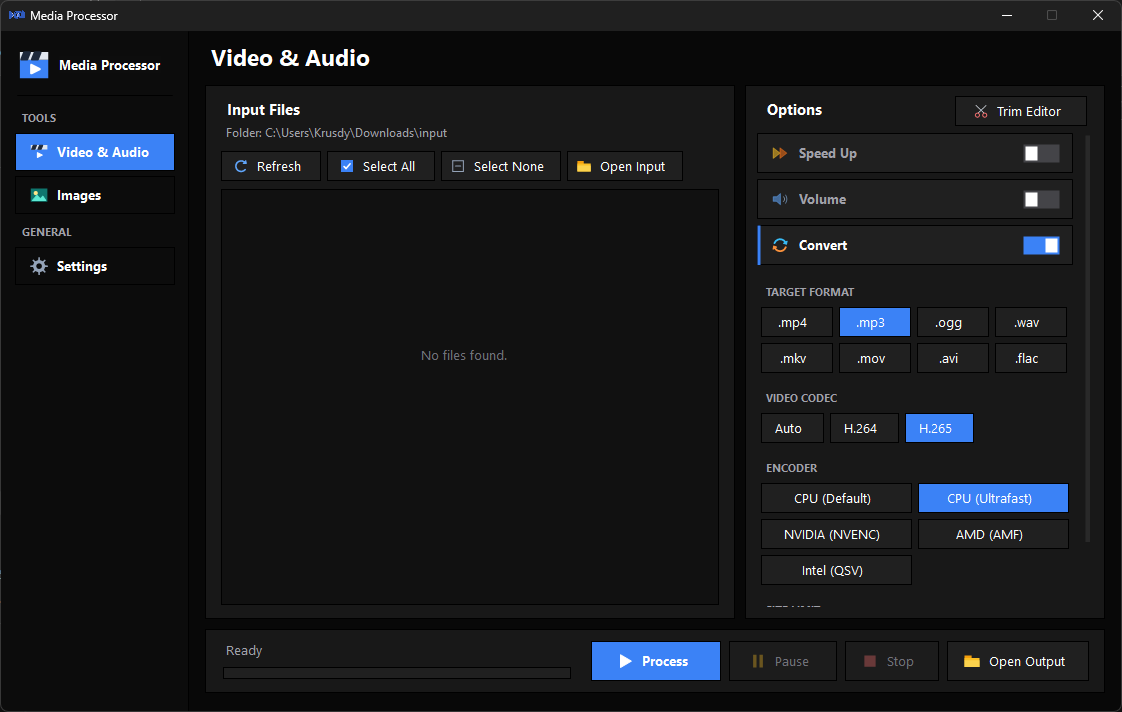 Media Processor
Media Processor
TOOLS
Video & Audio
Images
GENERAL
Settings
Video & Audio
Input Files
Folder: C:\Users\Krusdy\Downloads\input
Refresh
Select All
Select None
Open Input
No files found.
Options
Trim Editor
Speed Up
Volume
Convert
TARGET FORMAT
.mp4 .mp3 .ogg .wav
.mkv .mov .avi .flac
VIDEO CODEC
Auto H.264 H.265
ENCODER
CPU (Default) CPU (Ultrafast)
NVIDIA (NVENC) AMD (AMF)
Intel (QSV)
Ready
Process
Pause
Stop
Open Output